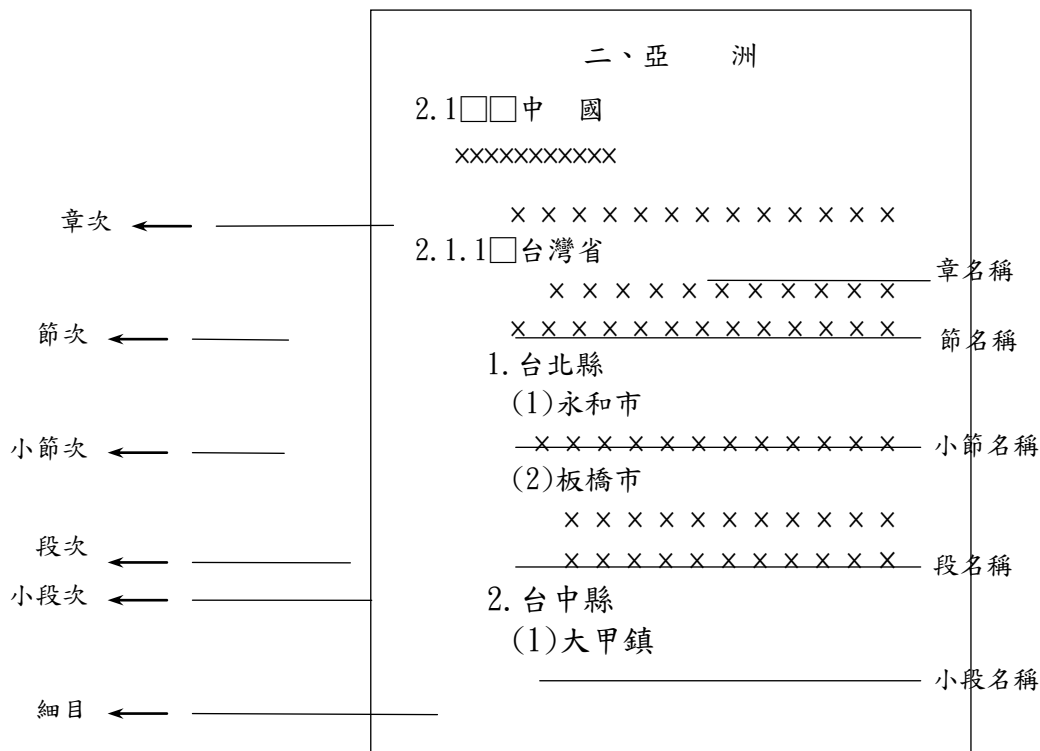 二、亞　　洲
2.1□□中　國
×××××××××××
章次
× × × × × × × × × × × × ×
2.1.1□台灣省
章名稱
× × × × × × × × × × ×
節次
× × × × × × × × × × × × ×
節名稱
1.台北縣
(1)永和市
小節次
× × × × × × × × × × × ×
小節名稱
(2)板橋市
× × × × × × × × × × ×
段次
× × × × × × × × × × ×
段名稱
小段次
2.台中縣
(1)大甲鎮
小段名稱
細目